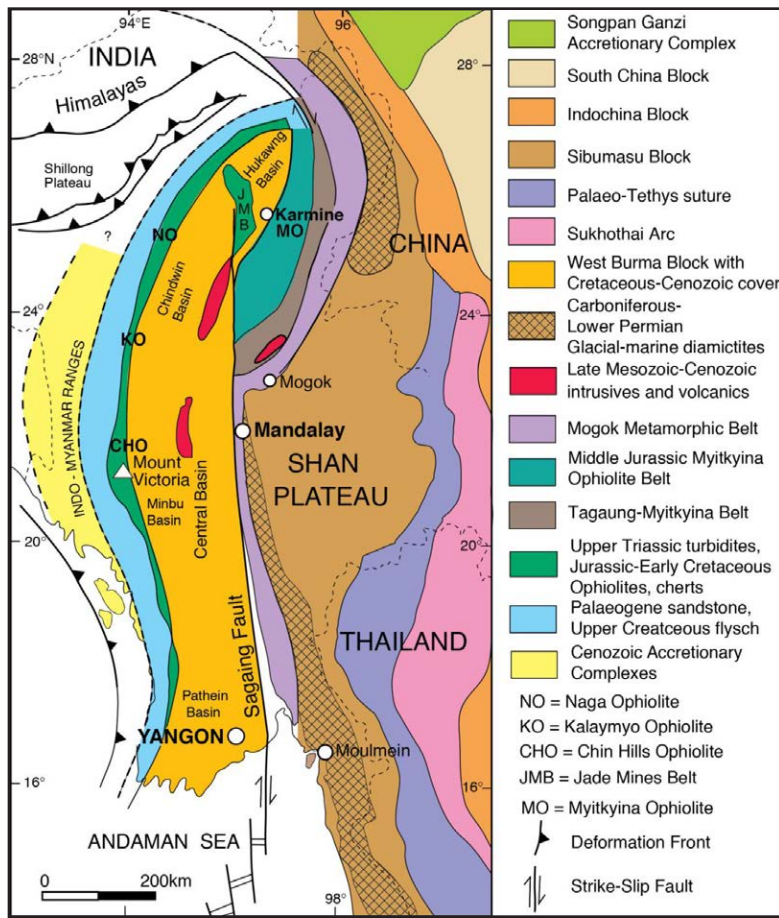 94°E
96°
28°N
INDIA
Himalayas
28°
Shillong
Plateau
?
Hukawng
Basin
J
M
B
Karmine
MO
NO
CHINA
Chindwin
Basin
24°
24°
KO
Mogok
INDO - MYANMAR RANGES
CHO
Mount
Victoria
Mandalay
SHAN
PLATEAU
Minbu
Basin
Central Basin
20°
20°
Sagaing Fault
THAILAND
Pathein
Basin
YANGON
Moulmein
16°
16°
ANDAMAN SEA
0
200km
98°
Songpan Ganzi
Accretionary Complex
South China Block
Indochina Block
Sibumasu Block
Palaeo-Tethys suture
Sukhothai Arc
West Burma Block with
Cretaceous-Cenozoic cover
Carboniferous-
Lower Permian
Glacial-marine diamictites
Late Mesozoic-Cenozoic
intrusives and volcanics
Mogok Metamorphic Belt
Middle Jurassic Myitkyina
Ophiolite Belt
Tagaung-Myitkyina Belt
Upper Triassic turbidites,
Jurassic-Early Cretaceous
Ophiolites, cherts
Palaeogene sandstone,
Upper Creatceous flysch
Cenozoic Accretionary
Complexes
NO = Naga Ophiolite
KO = Kalaymyo Ophiolite
CHO = Chin Hills Ophiolite
JMB = Jade Mines Belt
MO = Myitkyina Ophiolite
Deformation Front
Strike-Slip Fault